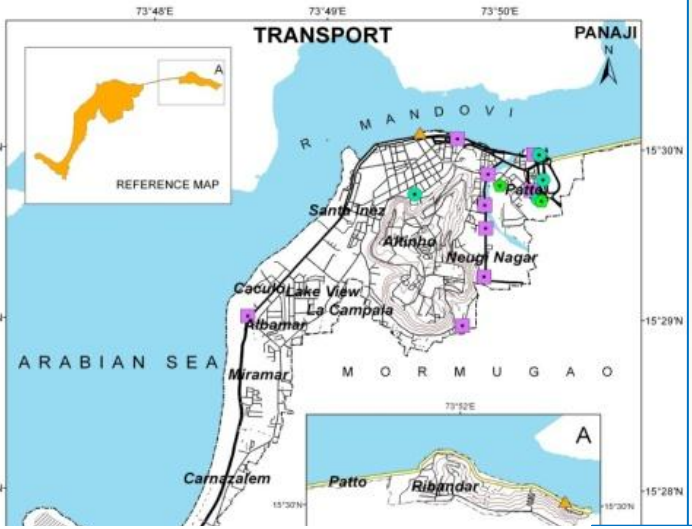 73°48'E 73°49'E 73°50'E
TRANSPORT
PANAJI
N
A
REFERENCE MAP
R. MANDOVI
15°30'N
Santa Inez
Altinho
Neugi Nagar
Caculo
Lake View
La Campala
Albamar
15°29'N
ARABIAN SEA
MORMUGAO
Miramar
73°52'E
A
Carnazalem
Patto
Ribandar
15°28'N
15°30'N
15°30'N